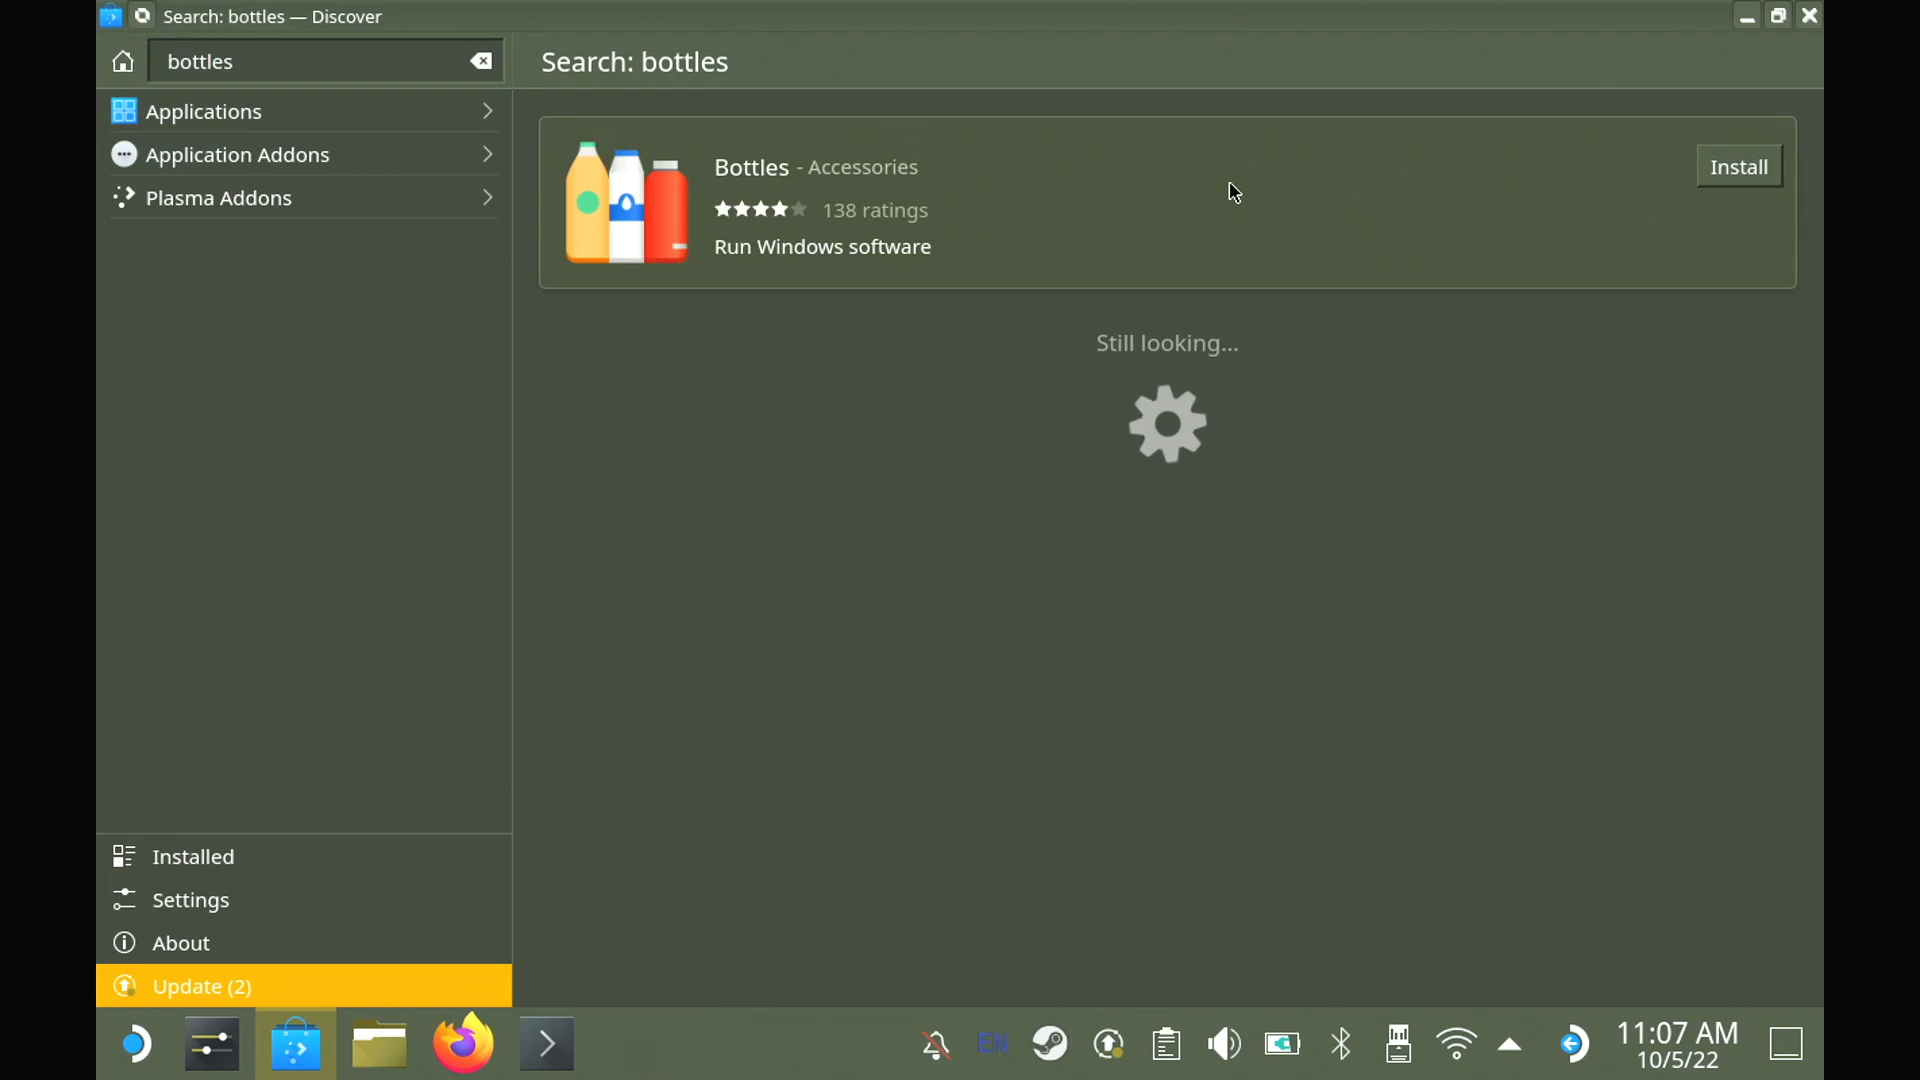 Search: bottles — Discover
bottles
Search: bottles
Applications
Application Addons
Plasma Addons
Bottles - Accessories
Install
138 ratings
Run Windows software
Still looking...
Installed
Settings
About
Update (2)
EN
11:07 AM
10/5/22